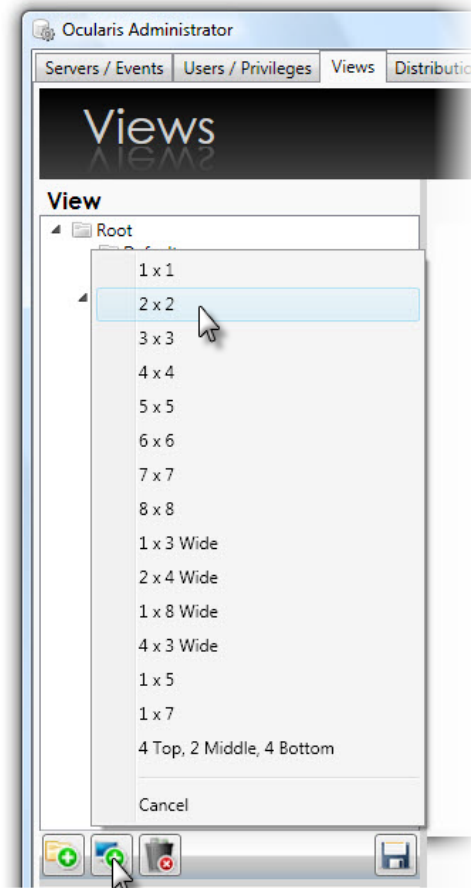 Ocularis Administrator
Servers / Events Users / Privileges Views Distributic
Views
View
Root
1 x 1
2 x 2
3 x 3
4 x 4
5 x 5
6 x 6
7 x 7
8 x 8
1 x 3 Wide
2 x 4 Wide
1 x 8 Wide
4 x 3 Wide
1 x 5
1 x 7
4 Top, 2 Middle, 4 Bottom
Cancel